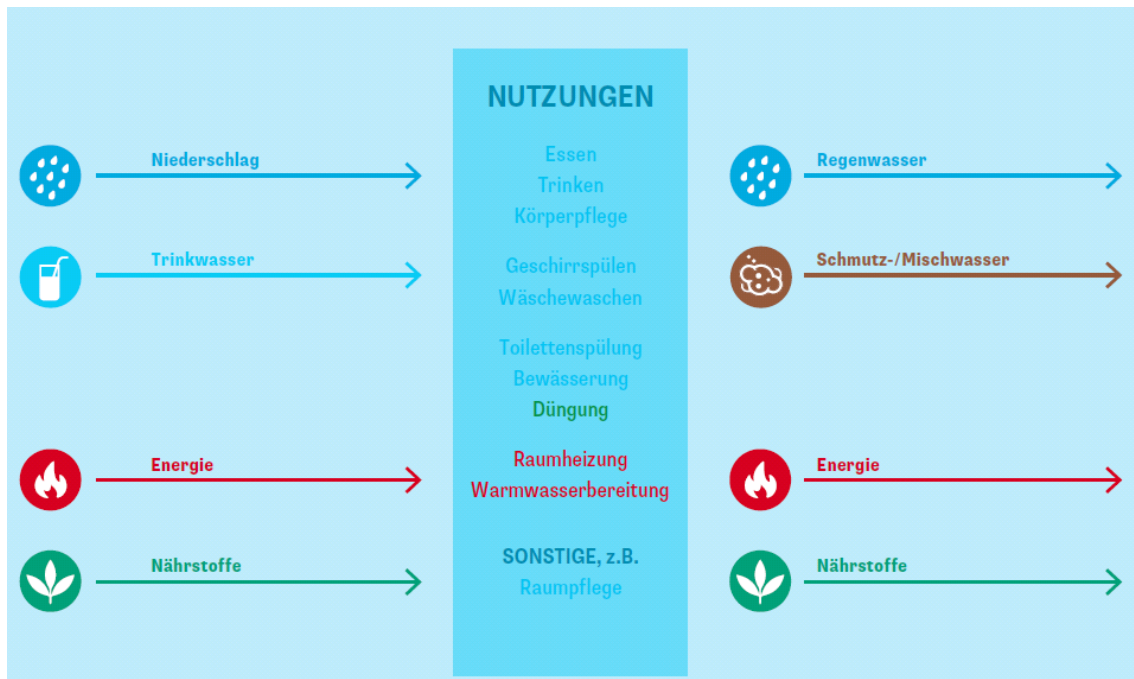 Niederschlag
Trinkwasser
Energie
Nährstoffe
NUTZUNGEN
Essen
Trinken
Körperpflege
Geschirrspülen
Wäschewaschen
Toilettenspülung
Bewässerung
Düngung
Raumheizung
Warmwasserbereitung
SONSTIGE, z.B.
Raumpflege
Regenwasser
Schmutz-/Mischwasser
Energie
Nährstoffe